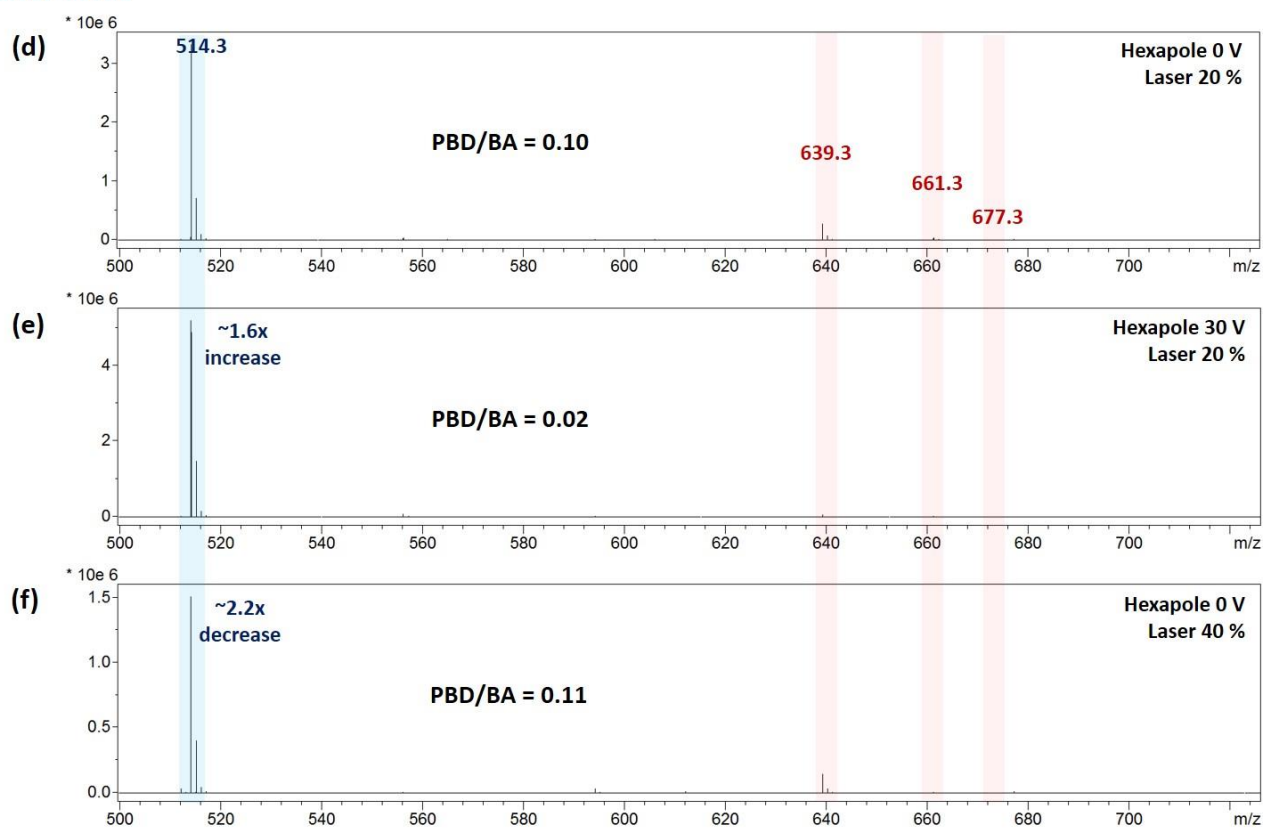 (d)
* 10e 6
514.3
Hexapole 0 V
Laser 20 %
3
PBD/BA = 0.10
2
639.3
661.3
1
677.3
0
500 520 540 560 580 600 620 640 660 680 700 m/z
(e)
* 10e 6
~1.6x
increase
Hexapole 30 V
Laser 20 %
4
PBD/BA = 0.02
2
0
500 520 540 560 580 600 620 640 660 680 700 m/z
(f)
* 10e 6
1.5
~2.2x
decrease
Hexapole 0 V
Laser 40 %
1.0
PBD/BA = 0.11
0.5
0.0
500 520 540 560 580 600 620 640 660 680 700 m/z